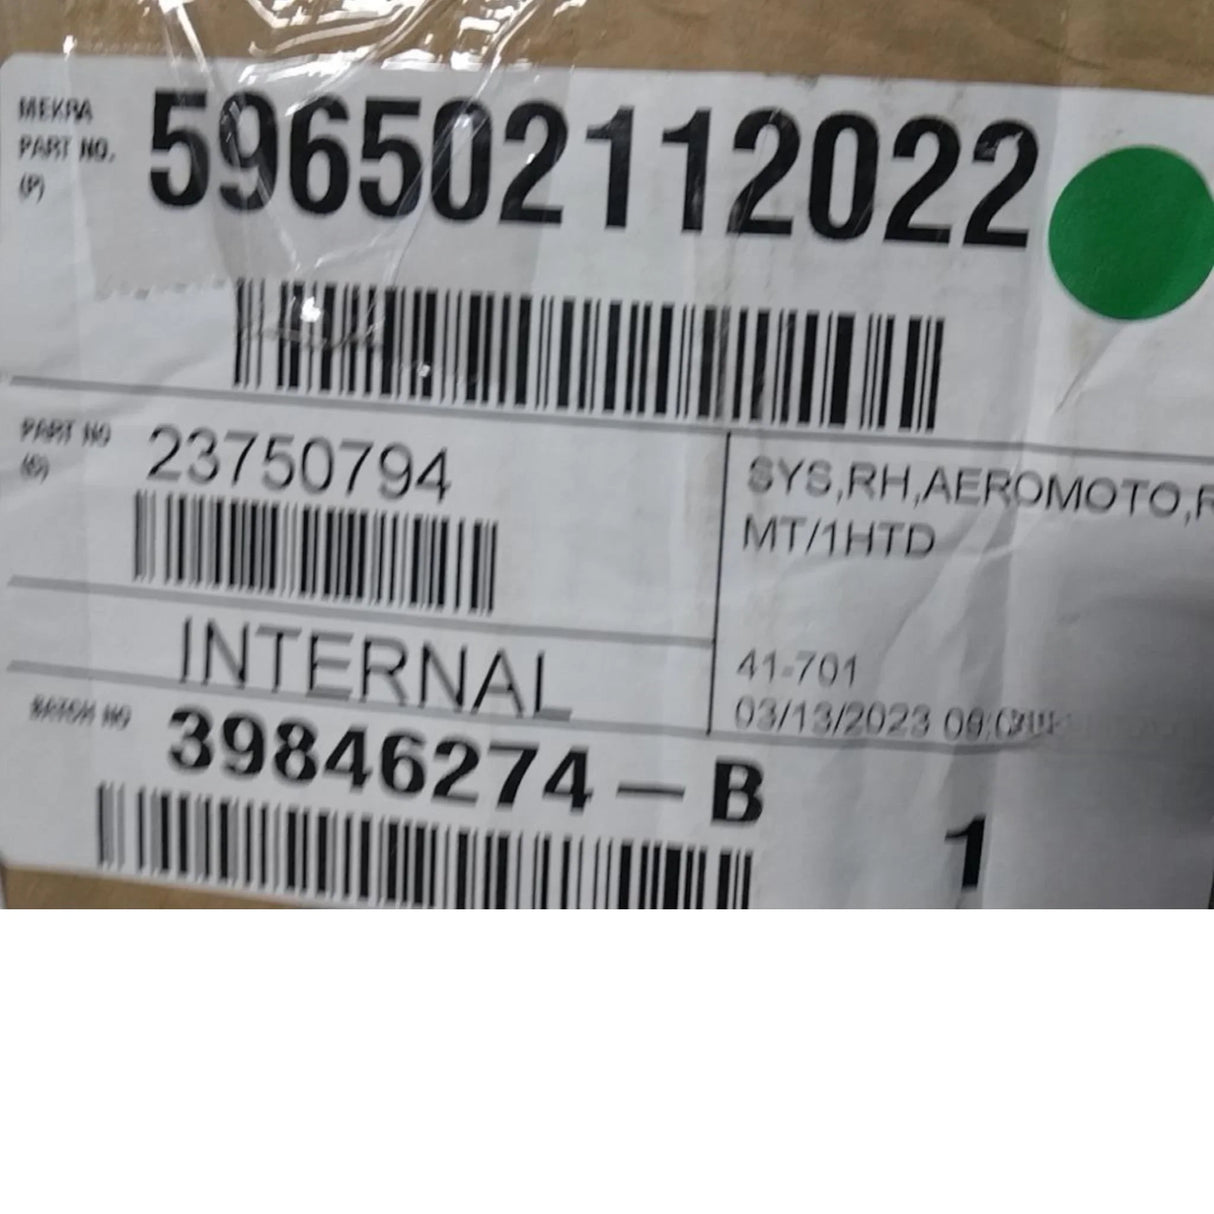 MEKRA
PART NO.
(P)
596502112022
PART NO
23750794
SYS,RH,AEROMOTO,
MT/1HTD
INTERNAL
41-701
03/13/2023
BATCH NO
39846274-B
1